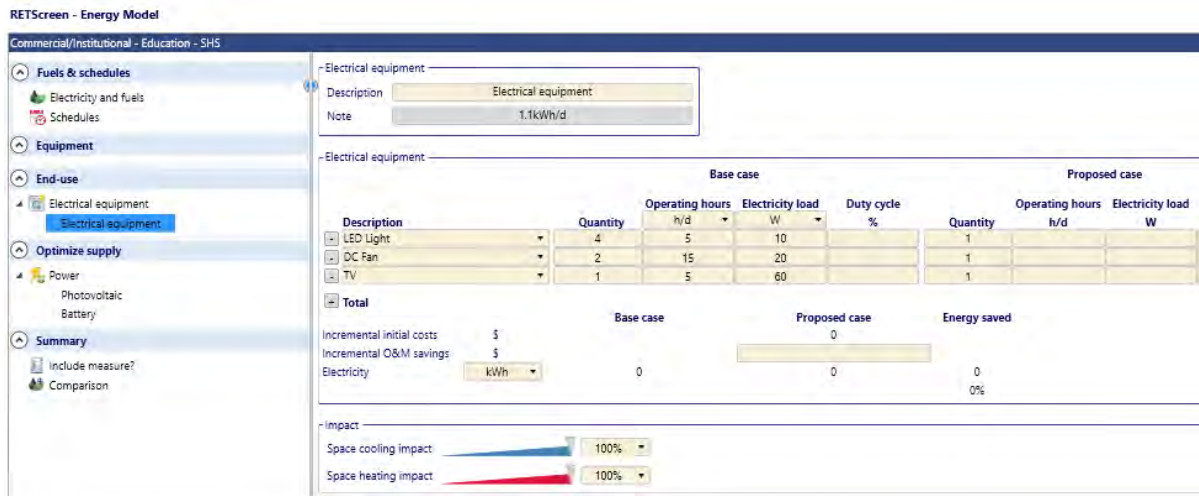 RETScreen - Energy Model
Commercial/Institutional - Education - SHS
Fuels & schedules
Electricity and fuels
Schedules
Equipment
End-use
Electrical equipment
Electrical equipment
Optimize supply
Power
Photovoltaic
Battery
Summary
Include measure?
Comparison
Electrical equipment
Description Electrical equipment
Note 1.1kWh/d
Electrical equipment
Base case Proposed case
Operating hours Electricity load Duty cycle Operating hours Electricity load
Description Quantity h/d W % Quantity h/d W
- LED Light 4 5 10 1
- DC Fan 2 15 20 1
- TV 1 5 60 1
+ Total
Base case Proposed case Energy saved
Incremental initial costs $ 0
Incremental O&M savings $
Electricity kWh 0 0 0
0%
Impact
Space cooling impact 100%
Space heating impact 100%